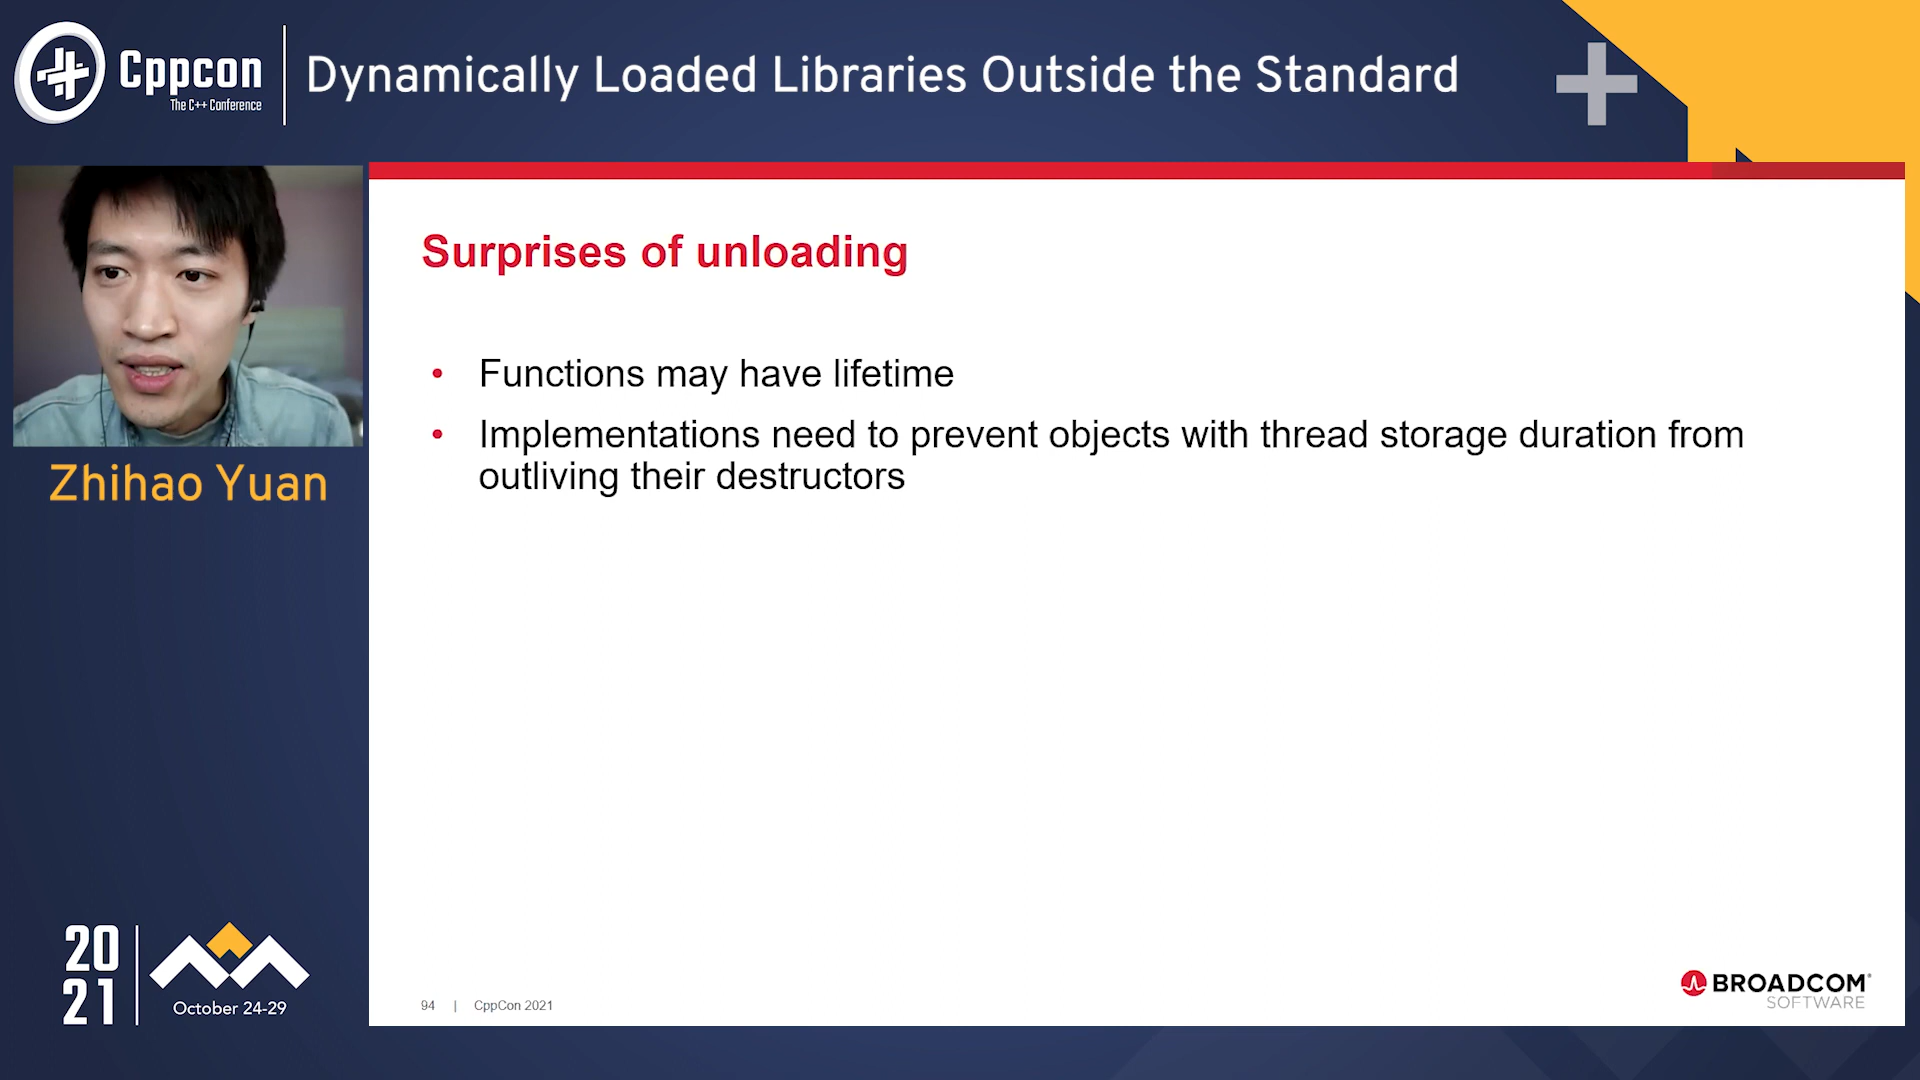 Cppcon
The C++ Conference
Dynamically Loaded Libraries Outside the Standard
Zhihao Yuan
Surprises of unloading
• Functions may have lifetime
• Implementations need to prevent objects with thread storage duration from
outliving their destructors
20
21
October 24-29
94 | CppCon 2021
BROADCOM®
SOFTWARE